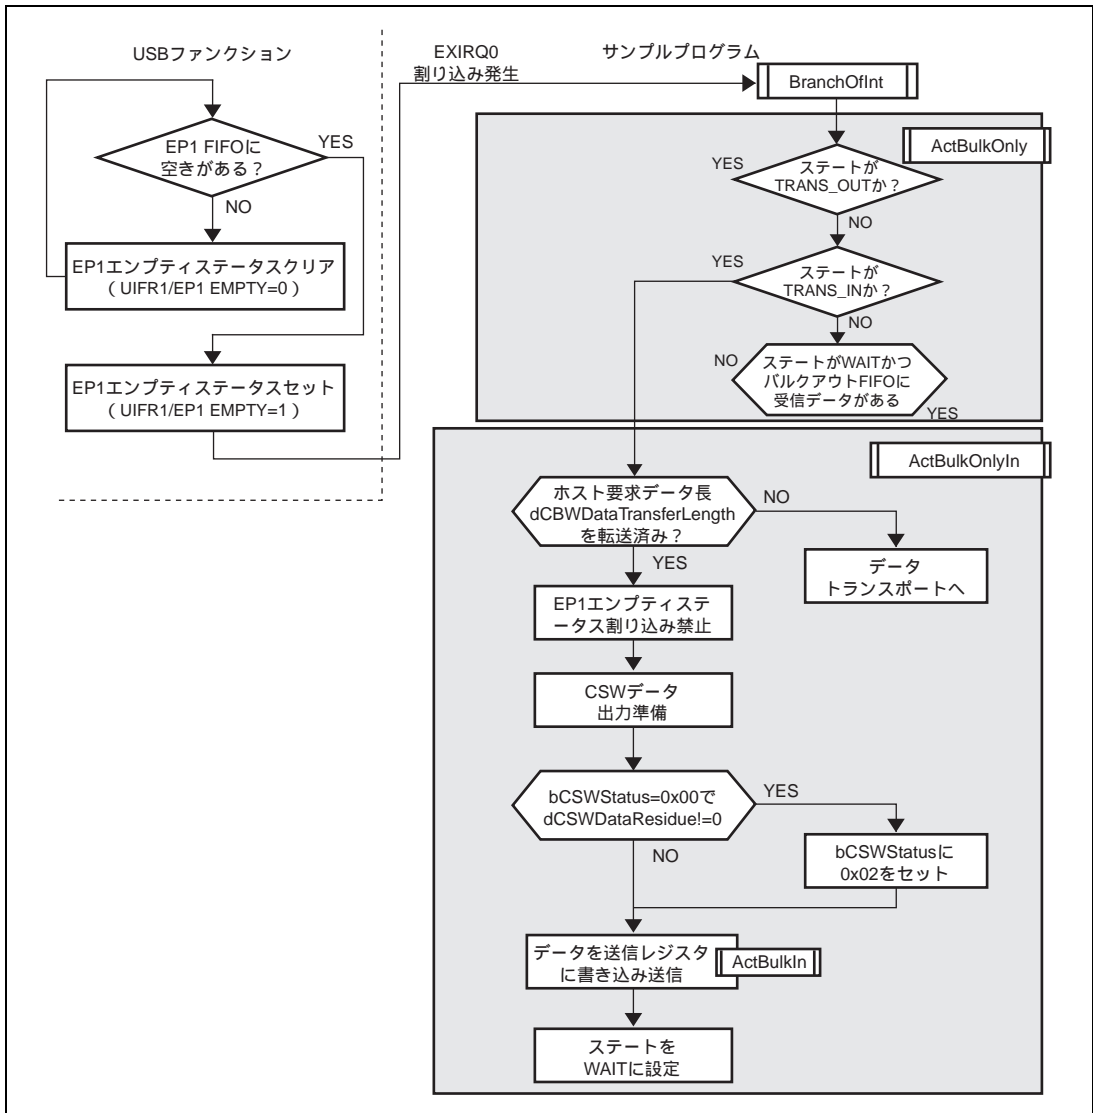 USBファンクション
EP1 FIFOに
空きがある？
YES
NO
EP1エンプティステータスクリア
（UIFR1/EP1 EMPTY=0）
EP1エンプティステータスセット
（UIFR1/EP1 EMPTY=1）
EXIRQ0
割り込み発生
サンプルプログラム
BranchOfInt
ActBulkOnly
ステートが
TRANS_OUTか？
YES
NO
ステートが
TRANS_INか？
YES
NO
ステートがWAITかつ
バルクアウトFIFOに
受信データがある
NO
YES
ActBulkOnlyIn
ホスト要求データ長
dCBWDataTransferLength
を転送済み？
NO
YES
データ
トランスポートへ
EP1エンプティステ
ータス割り込み禁止
CSWデータ
出力準備
bCSWStatus=0x00で
dCSWDataResidue!=0
YES
NO
bCSWStatusに
0x02をセット
データを送信レジスタ
に書き込み送信
ActBulkIn
ステートを
WAITに設定